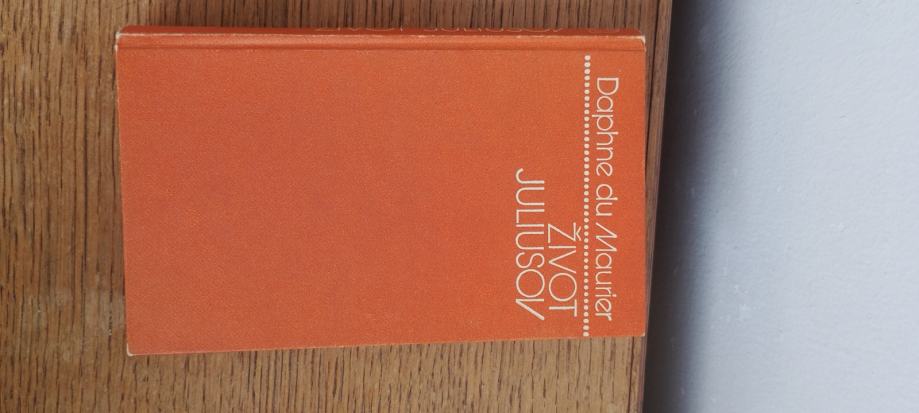 Daphne du Maurier
ŽIVOT
JULIUSOV